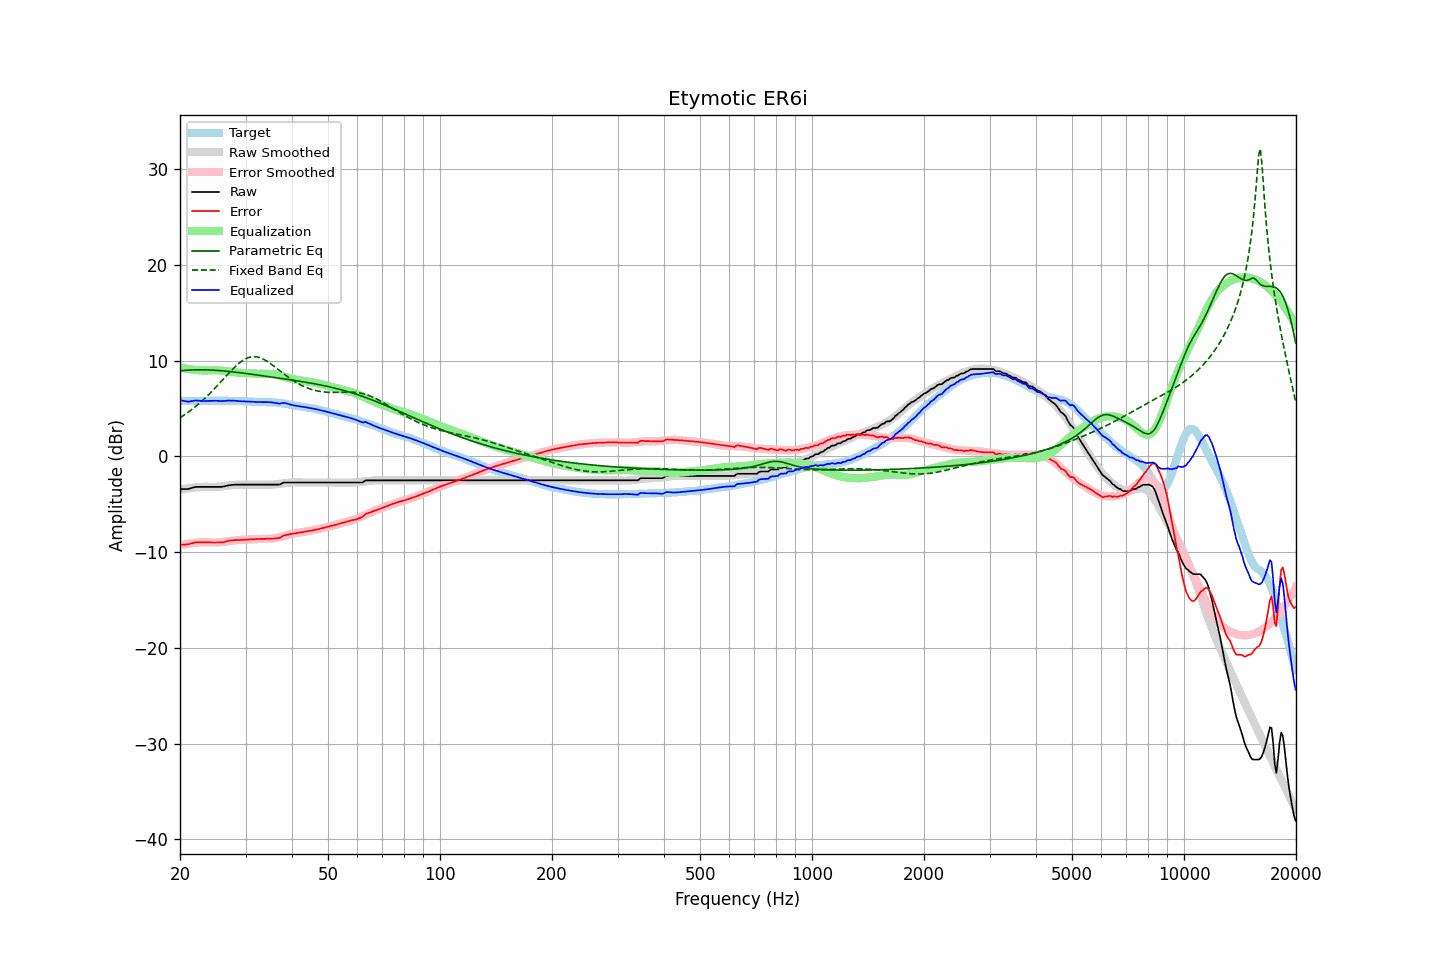 Etymotic ER6i
Target
Raw Smoothed
Error Smoothed
Raw
Error
Equalization
Parametric Eq
Fixed Band Eq
Equalized
Amplitude (dBr)
30
20
10
0
−10
−20
−30
−40
20 50 100 200 500 1000 2000 5000 10000 20000
Frequency (Hz)